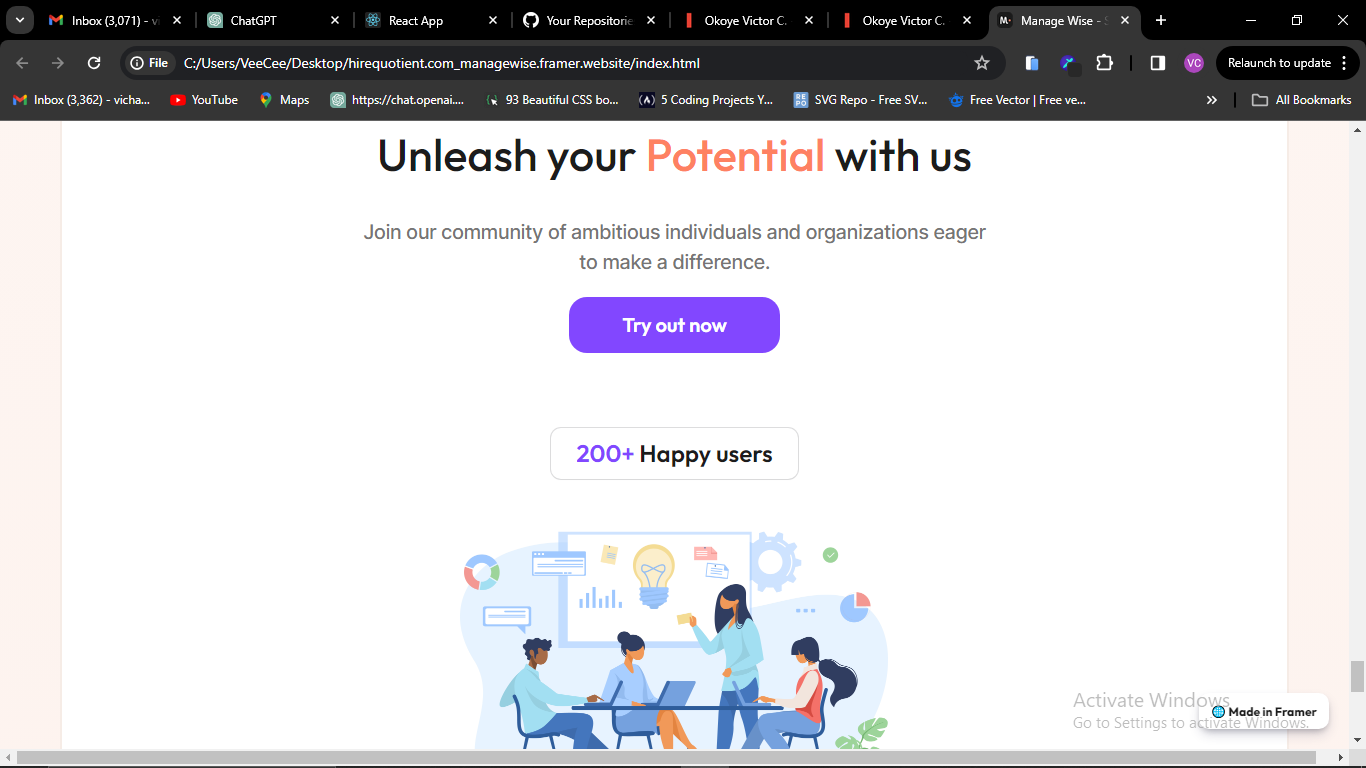 Inbox (3,071) - vi
ChatGPT
React App
Your Repositorie
Okoye Victor C.
Okoye Victor C.
Manage Wise - S
File
C:/Users/VeeCee/Desktop/hirequotient.com_managewise.framer.website/index.html
VC
Relaunch to update
Inbox (3,362) - vicha...
YouTube
Maps
https://chat.openai....
93 Beautiful CSS bo...
5 Coding Projects Y...
RE
PO
SVG Repo - Free SV...
Free Vector | Free ve...
All Bookmarks
Unleash your Potential with us
Join our community of ambitious individuals and organizations eager
to make a difference.
Try out now
200+ Happy users
Activate Windows
Go to Settings to activate Windows.
Made in Framer